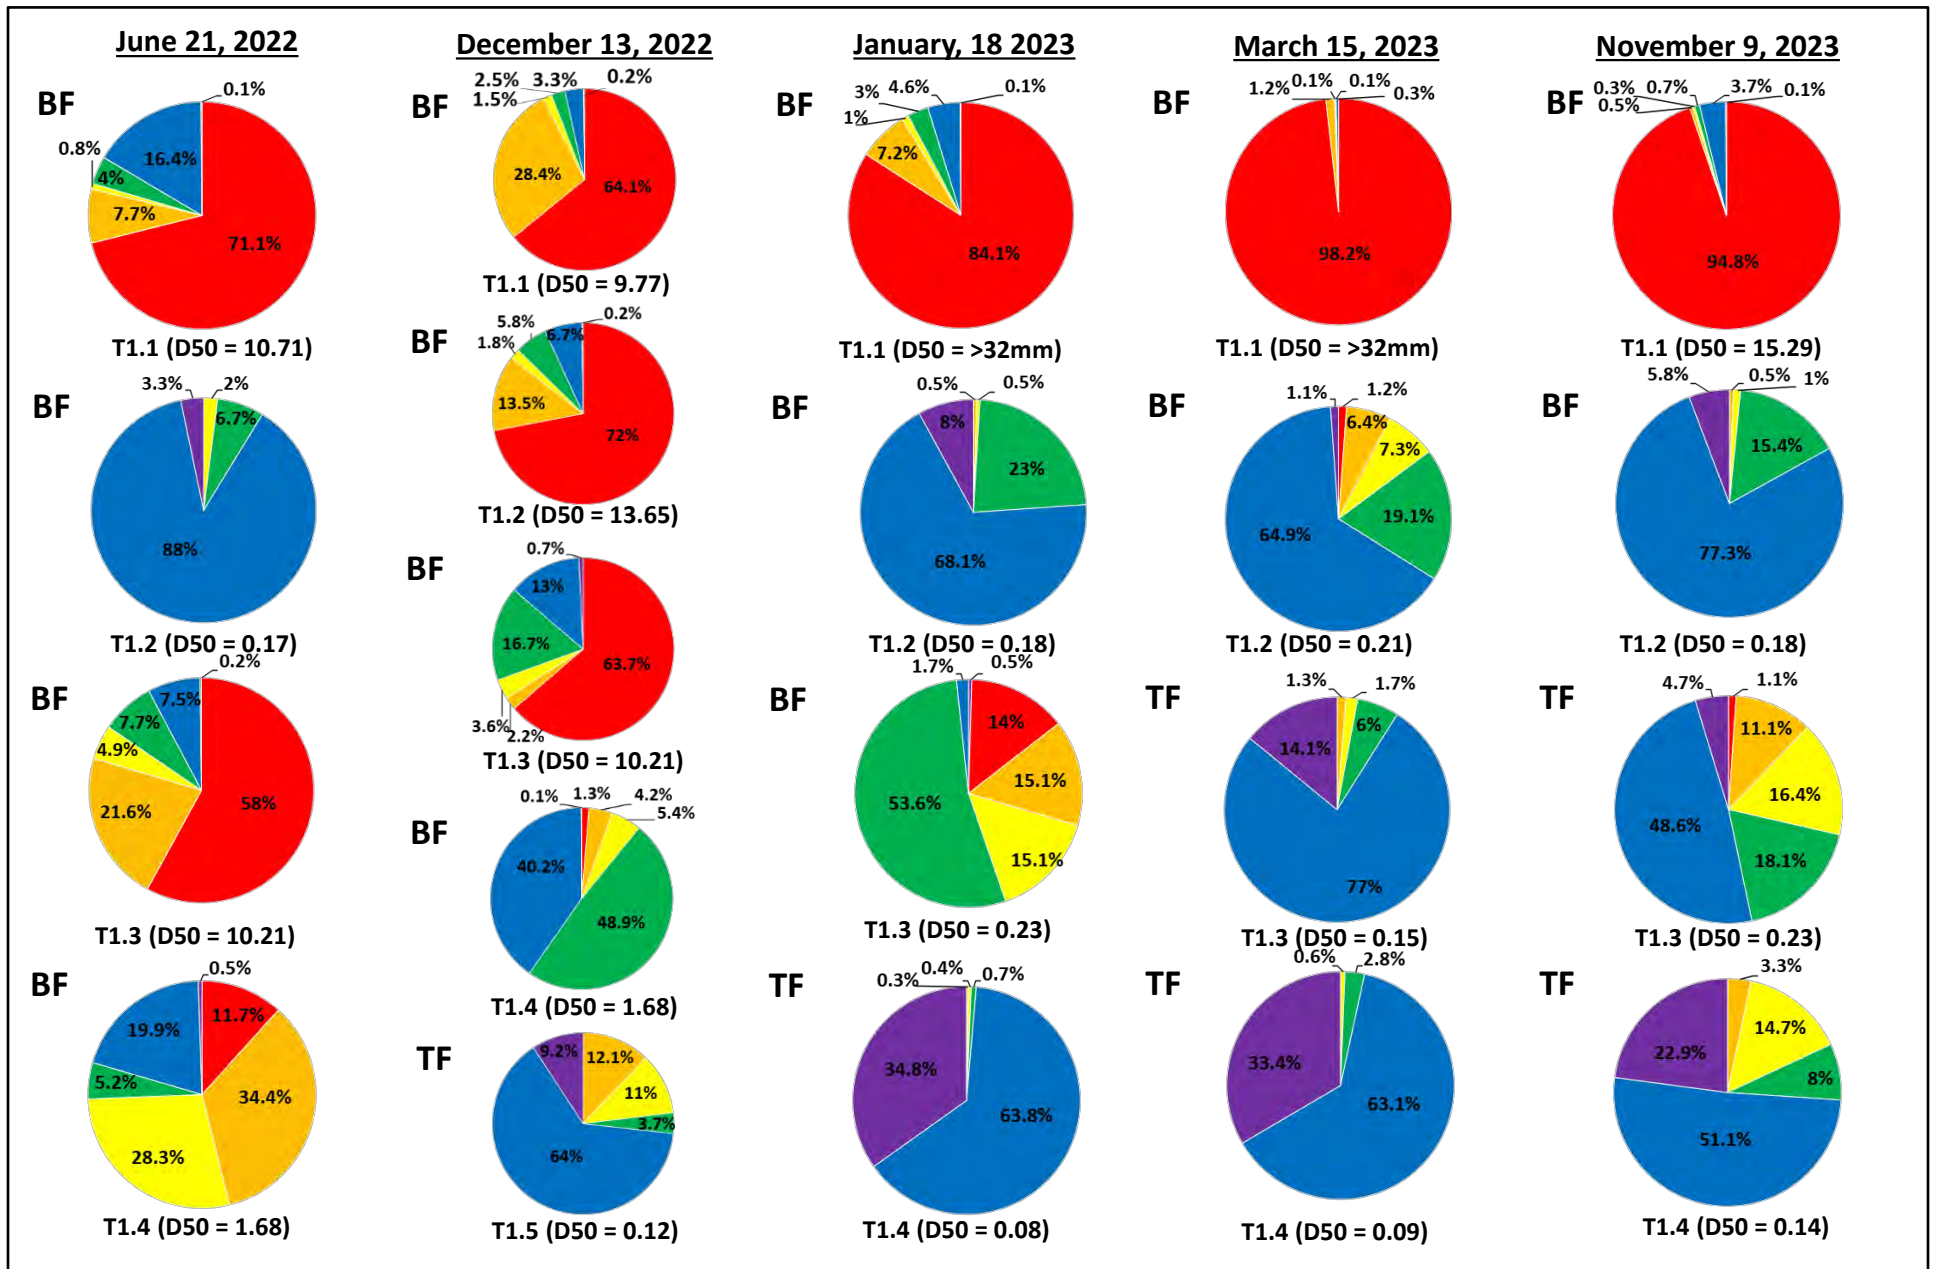 June 21, 2022
BF
0.1%
0.8%
16.4%
4%
7.7%
71.1%
T1.1 (D50 = 10.71)
BF
3.3%
2%
6.7%
88%
T1.2 (D50 = 0.17)
BF
0.2%
7.5%
7.7%
4.9%
21.6%
58%
T1.3 (D50 = 10.21)
BF
0.5%
19.9%
11.7%
5.2%
34.4%
28.3%
T1.4 (D50 = 1.68)
December 13, 2022
BF
2.5%
3.3%
0.2%
1.5%
28.4%
64.1%
T1.1 (D50 = 9.77)
BF
5.8%
6.7%
0.2%
1.8%
13.5%
72%
T1.2 (D50 = 13.65)
BF
0.7%
13%
16.7%
63.7%
3.6%
2.2%
T1.3 (D50 = 10.21)
BF
0.1%
1.3%
4.2%
5.4%
40.2%
48.9%
T1.4 (D50 = 1.68)
TF
9.2%
12.1%
11%
3.7%
64%
T1.5 (D50 = 0.12)
January, 18 2023
BF
3%
4.6%
0.1%
1%
7.2%
84.1%
T1.1 (D50 = >32mm)
BF
0.5%
0.5%
8%
23%
68.1%
T1.2 (D50 = 0.18)
BF
1.7%
0.5%
14%
15.1%
53.6%
15.1%
T1.3 (D50 = 0.23)
TF
0.3%
0.4%
0.7%
34.8%
63.8%
T1.4 (D50 = 0.08)
March 15, 2023
BF
1.2%
0.1%
0.1%
0.3%
98.2%
T1.1 (D50 = >32mm)
BF
1.1%
1.2%
6.4%
7.3%
19.1%
64.9%
T1.2 (D50 = 0.21)
TF
1.3%
1.7%
6%
14.1%
77%
T1.3 (D50 = 0.15)
TF
0.6%
2.8%
33.4%
63.1%
T1.4 (D50 = 0.09)
November 9, 2023
BF
0.3%
0.7%
3.7%
0.1%
0.5%
94.8%
T1.1 (D50 = 15.29)
BF
5.8%
0.5%
1%
15.4%
77.3%
T1.2 (D50 = 0.18)
TF
4.7%
1.1%
11.1%
16.4%
48.6%
18.1%
T1.3 (D50 = 0.23)
TF
3.3%
14.7%
22.9%
8%
51.1%
T1.4 (D50 = 0.14)